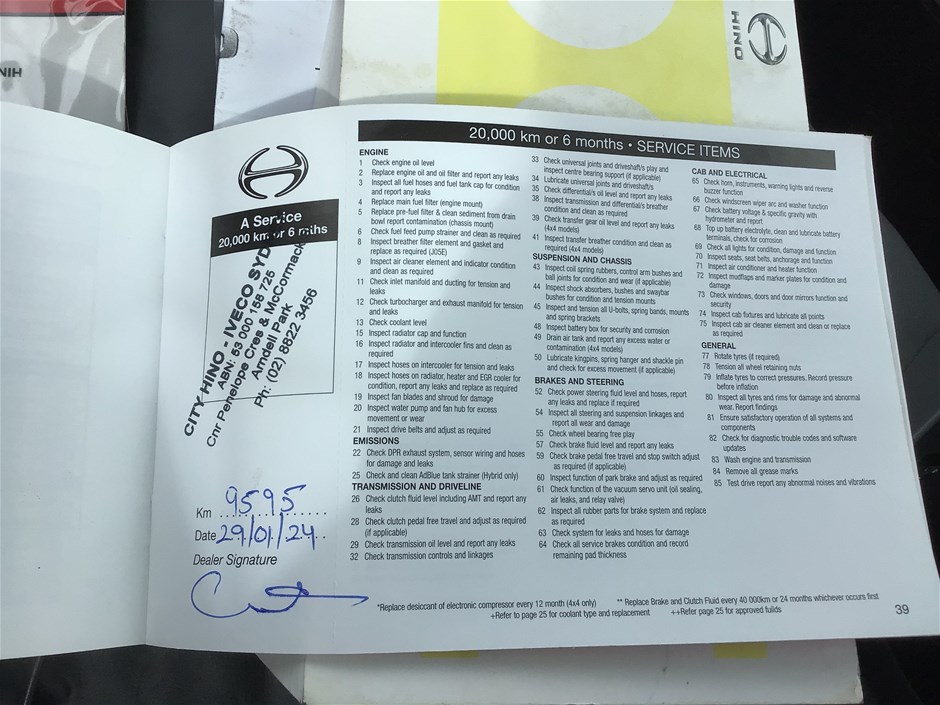 HINO
A Service
20,000 km or 6 mths
CITY HINO - IVECO SYD
ABN: 53 000 158 725
Cnr Penelope Cres & McCormack
Arndell Park
Ph: (02) 8822 3456
Km 9595
Date 29/01/24
Dealer Signature
20,000 km or 6 months • SERVICE ITEMS
ENGINE
1 Check engine oil level
2 Replace engine oil and oil filter and report any leaks
3 Inspect all fuel hoses and fuel tank cap for condition
and report any leaks
4 Replace main fuel filter (engine mount)
5 Replace pre-fuel filter & clean sediment from drain
bowl report contamination (chassis mount)
6 Check fuel feed pump strainer and clean as required
8 Inspect breather filter element and gasket and
replace as required (J05E)
9 Inspect air cleaner element and indicator condition
and clean as required
11 Check inlet manifold and ducting for tension and
leaks
12 Check turbocharger and exhaust manifold for tension
and leaks
13 Check coolant level
15 Inspect radiator cap and function
16 Inspect radiator and intercooler fins and clean as
required
17 Inspect hoses on intercooler for tension and leaks
18 Inspect hoses on radiator, heater and EGR cooler for
condition, report any leaks and replace as required
19 Inspect fan blades and shroud for damage
20 Inspect water pump and fan hub for excess
movement or wear
21 Inspect drive belts and adjust as required
EMISSIONS
22 Check DPR exhaust system, sensor wiring and hoses
for damage and leaks
25 Check and clean AdBlue tank strainer (Hybrid only)
TRANSMISSION AND DRIVELINE
26 Check clutch fluid level including AMT and report any
leaks
28 Check clutch pedal free travel and adjust as required
(if applicable)
29 Check transmission oil level and report any leaks
32 Check transmission controls and linkages
33 Check universal joints and driveshaft/s play and
inspect centre bearing support (if applicable)
34 Lubricate universal joints and driveshaft/s
35 Check differential/s oil level and report any leaks
38 Inspect transmission and differential/s breather
condition and clean as required
39 Check transfer gear oil level and report any leaks
(4x4 models)
41 Inspect transfer breather condition and clean as
required (4x4 models)
SUSPENSION AND CHASSIS
43 Inspect coil spring rubbers, control arm bushes and
ball joints for condition and wear (if applicable)
44 Inspect shock absorbers, bushes and swaybar
bushes for condition and tension mounts
45 Inspect and tension all U-bolts, spring bands, mounts
and spring brackets
48 Inspect battery box for security and corrosion
49 Drain air tank and report any excess water or
contamination (4x4 models)
50 Lubricate kingpins, spring hanger and shackle pin
and check for excess movement (if applicable)
BRAKES AND STEERING
52 Check power steering fluid level and hoses, report
any leaks and replace if required
54 Inspect all steering and suspension linkages and
report all wear and damage
55 Check wheel bearing free play
57 Check brake fluid level and report any leaks
59 Check brake pedal free travel and stop switch adjust
as required (if applicable)
60 Inspect function of park brake and adjust as required
61 Check function of the vacuum servo unit (oil sealing,
air leaks, and relay valve)
62 Inspect all rubber parts for brake system and replace
as required
63 Check system for leaks and hoses for damage
64 Check all service brakes condition and record
remaining pad thickness
CAB AND ELECTRICAL
65 Check horn, instruments, warning lights and reverse
buzzer function
66 Check windscreen wiper arc and washer function
67 Check battery voltage & specific gravity with
hydrometer and report
68 Top up battery electrolyte, clean and lubricate battery
terminals, check for corrosion
69 Check all lights for condition, damage and function
70 Inspect seats, seat belts, anchorage and function
71 Inspect air conditioner and heater function
72 Inspect mudflaps and marker plates for condition and
damage
73 Check windows, doors and door mirrors function and
security
74 Inspect cab fixtures and lubricate all points
75 Inspect cab air cleaner element and clean or replace
as required
GENERAL
77 Rotate tyres (if required)
78 Tension all wheel retaining nuts
79 Inflate tyres to correct pressures. Record pressure
before inflation
80 Inspect all tyres and rims for damage and abnormal
wear. Report findings
81 Ensure satisfactory operation of all systems and
components
82 Check for diagnostic trouble codes and software
updates
83 Wash engine and transmission
84 Remove all grease marks
85 Test drive report any abnormal noises and vibrations
*Replace desiccant of electronic compressor every 12 month (4x4 only) ** Replace Brake and Clutch Fluid every 40 000km or 24 months whichever occurs first
+Refer to page 25 for coolant type and replacement ++Refer page 25 for approved fulids
39